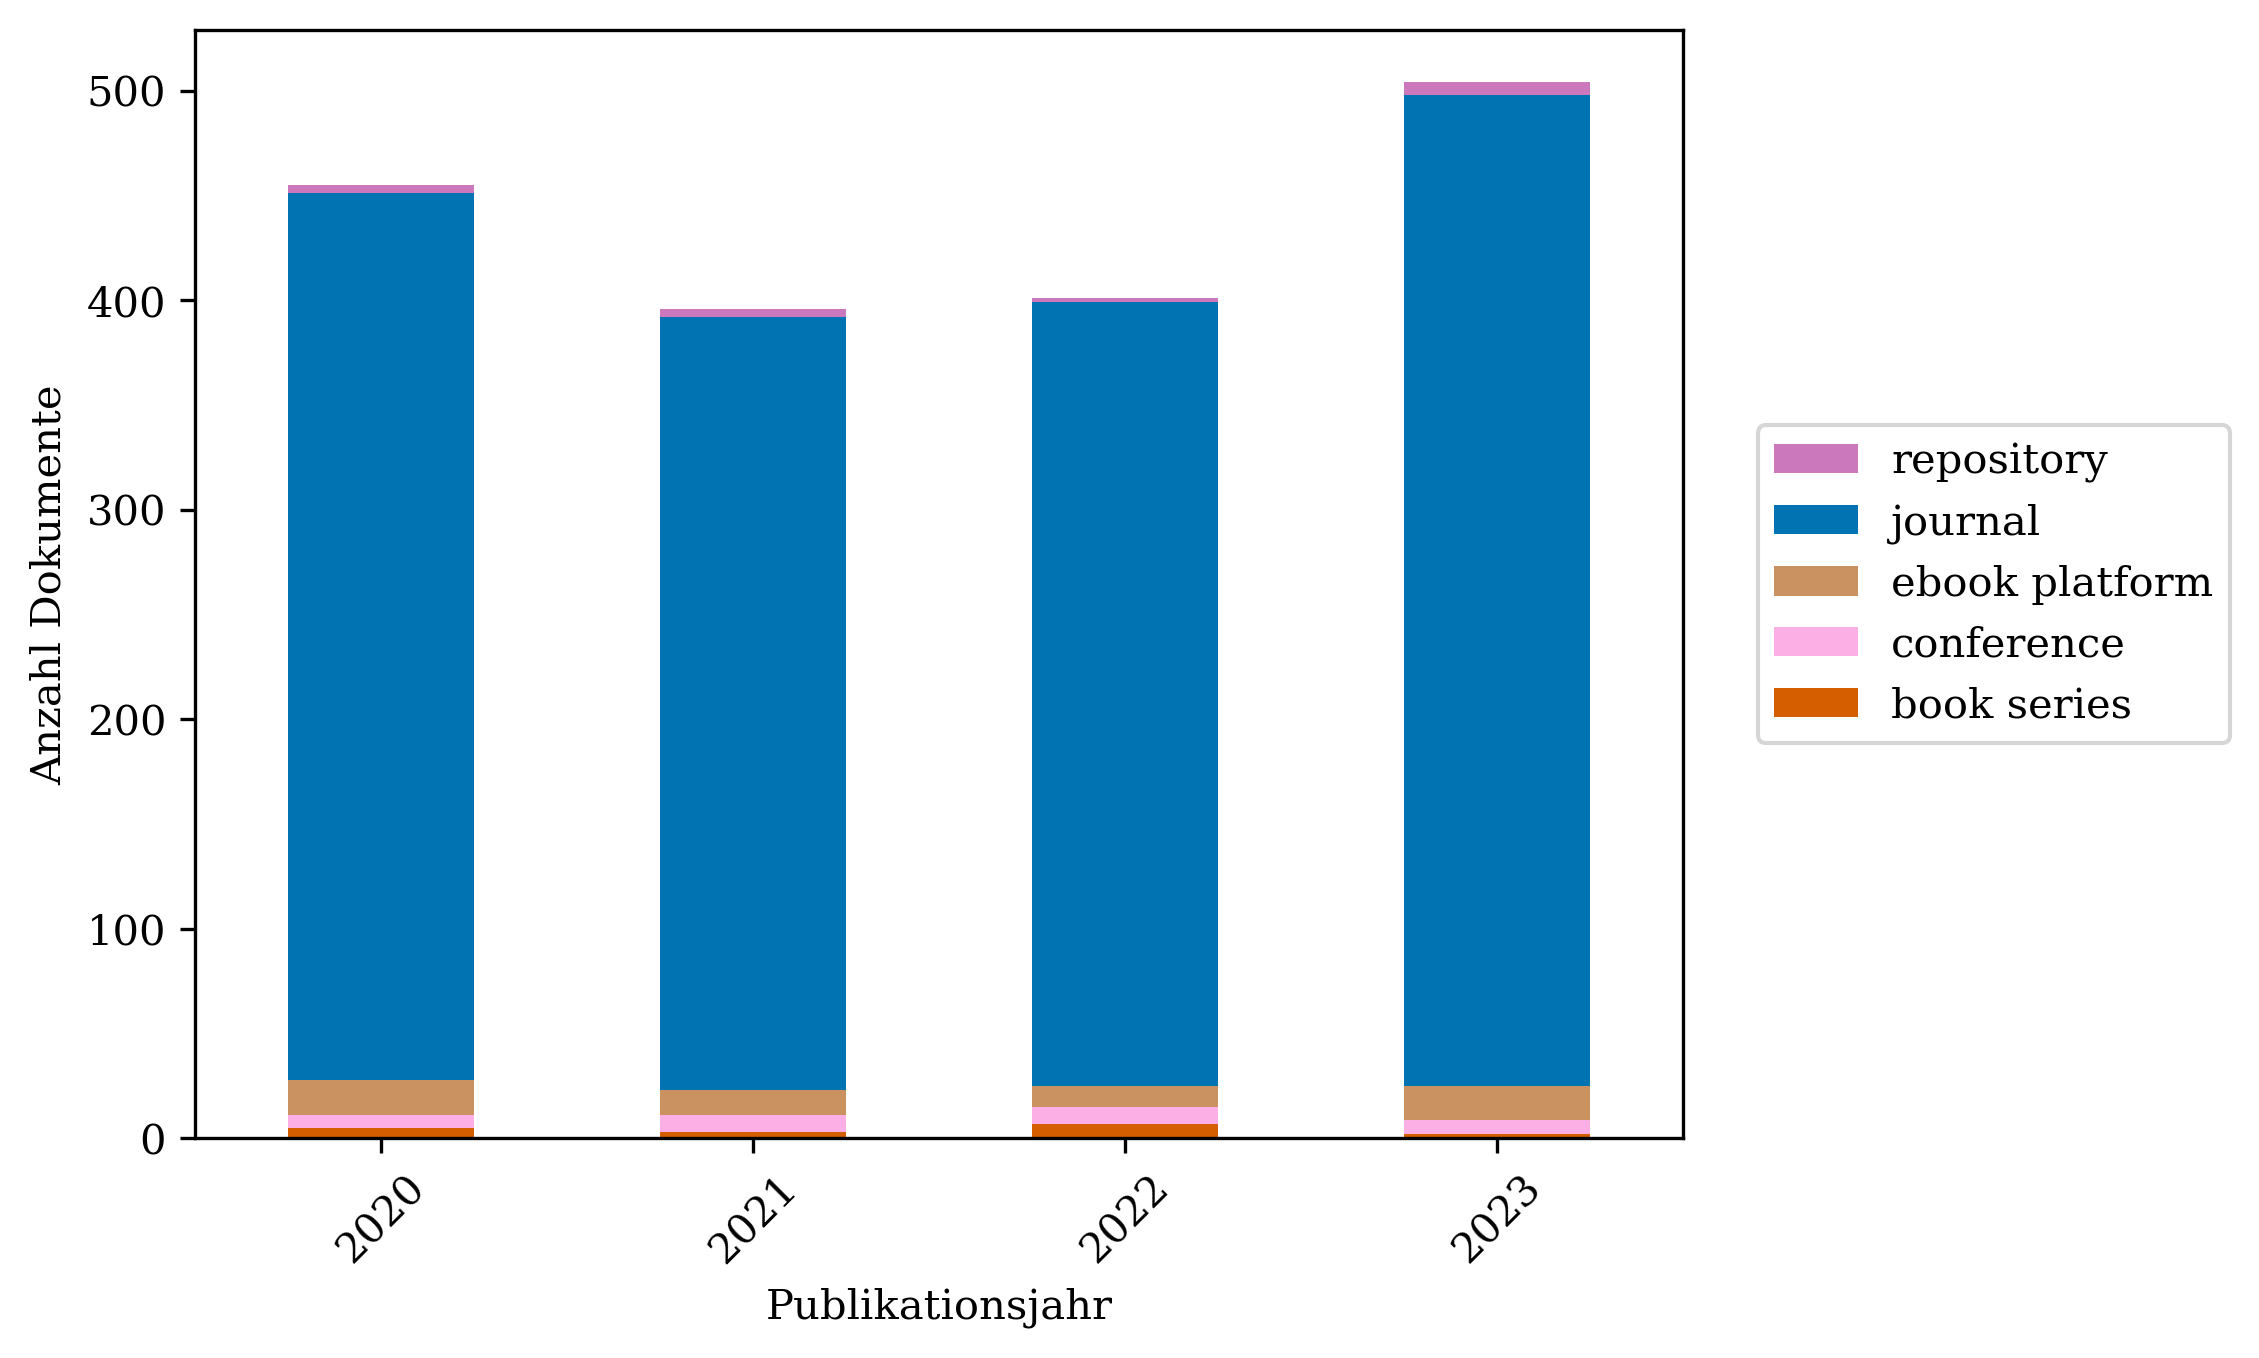 Anzahl Dokumente
500
400
300
200
100
0
2020
2021
2022
2023
Publikationsjahr
repository
journal
ebook platform
conference
book series